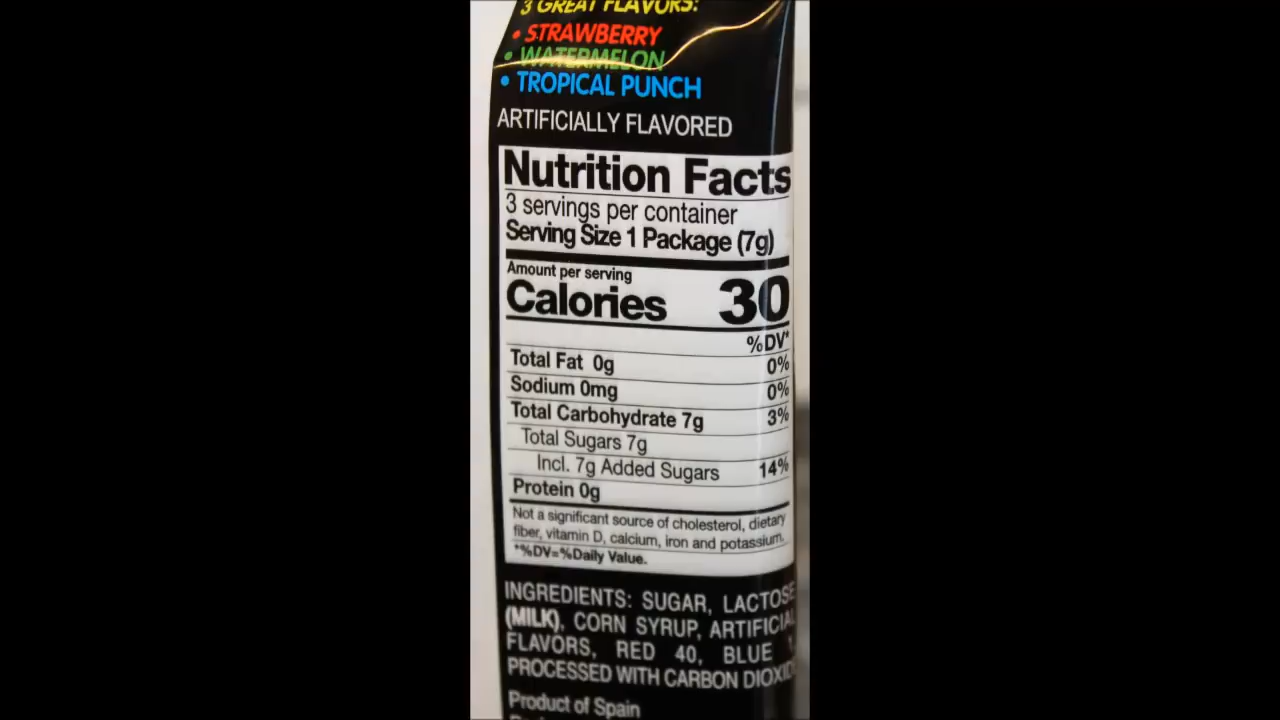 3 GREAT FLAVORS:
• STRAWBERRY
• WATERMELON
• TROPICAL PUNCH
ARTIFICIALLY FLAVORED
Nutrition Facts
3 servings per container
Serving Size 1 Package (7g)
Amount per serving
Calories 30
%DV*
Total Fat 0g 0%
Sodium 0mg 0%
Total Carbohydrate 7g 3%
Total Sugars 7g
Incl. 7g Added Sugars 14%
Protein 0g
Not a significant source of cholesterol, dietary
fiber, vitamin D, calcium, iron and potassium.
*%DV=%Daily Value.
INGREDIENTS: SUGAR, LACTOSE
(MILK), CORN SYRUP, ARTIFICIAL
FLAVORS, RED 40, BLUE 1
PROCESSED WITH CARBON DIOXID
Product of Spain